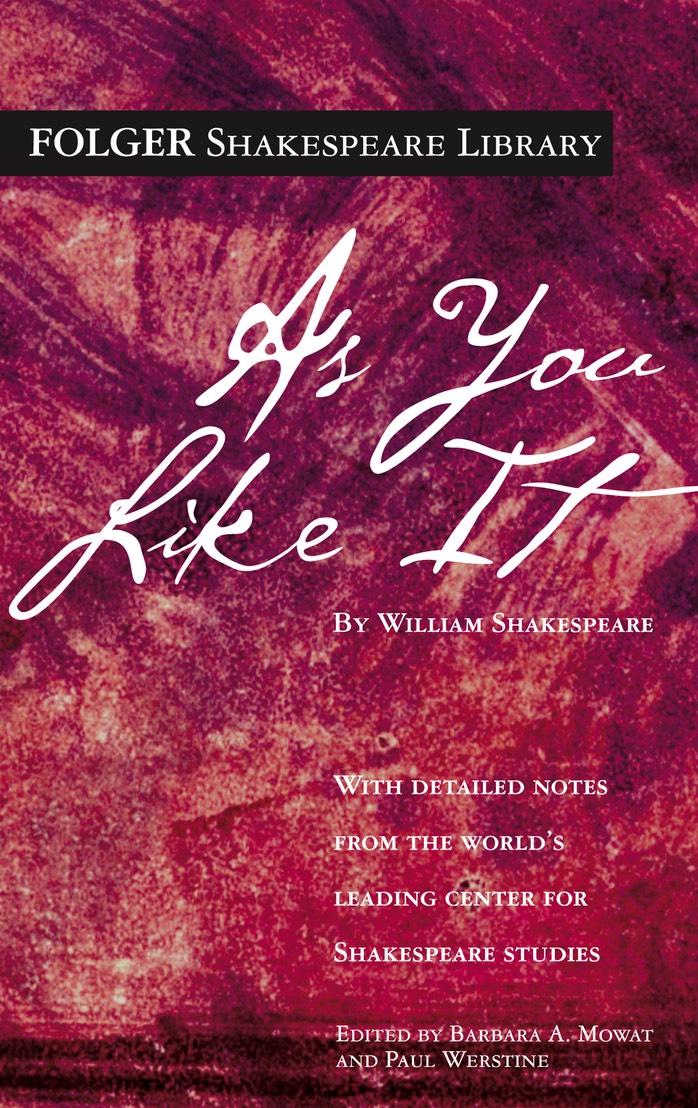 FOLGER SHAKESPEARE LIBRARY
As You
Like It
BY WILLIAM SHAKESPEARE
WITH DETAILED NOTES
FROM THE WORLD'S
LEADING CENTER FOR
SHAKESPEARE STUDIES
EDITED BY BARBARA A. MOWAT
AND PAUL WERSTINE